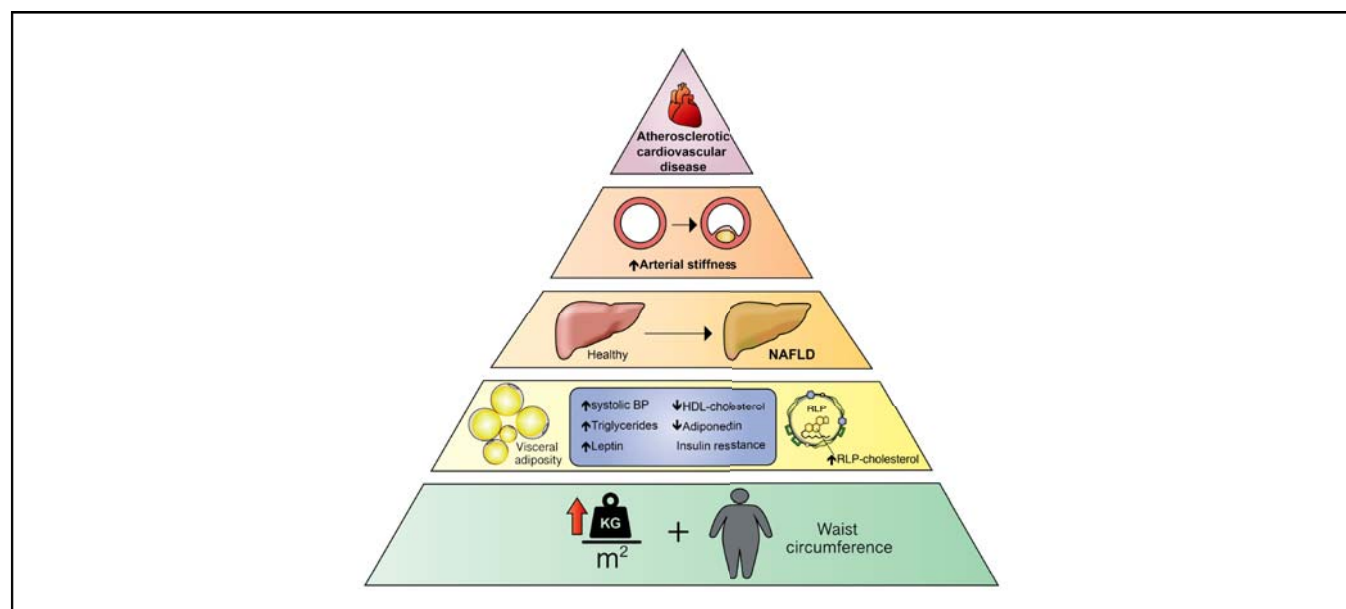 Atherosclerotic
cardiovascular
disease
↑Arterial stiffness
Healthy
NAFLD
Visceral
adiposity
↑systolic BP
↑Triglycerides
↑Leptin
↓HDL-cholesterol
↓Adiponedin
Insulin resstance
RLP
↑RLP-cholesterol
KG
m²
+
Waist
circumference